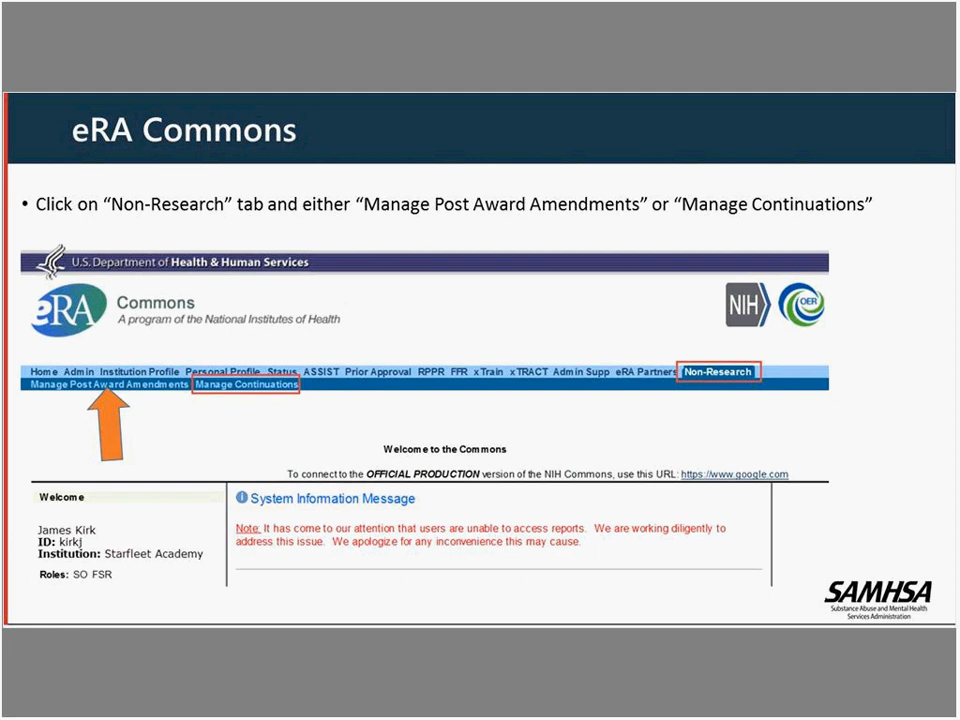 eRA Commons
• Click on “Non-Research” tab and either “Manage Post Award Amendments” or “Manage Continuations”
U.S. Department of Health & Human Services
eRA Commons
A program of the National Institutes of Health
NIH OER
Home Admin Institution Profile Personal Profile Status ASSIST Prior Approval RPPR FFR xTrain xTRACT Admin Supp eRA Partners Non-Research
Manage Post Award Amendments Manage Continuations
Welcome to the Commons
To connect to the OFFICIAL PRODUCTION version of the NIH Commons, use this URL: https://www.google.com
Welcome
System Information Message
James Kirk
ID: kirkj
Institution: Starfleet Academy
Roles: SO FSR
Note: It has come to our attention that users are unable to access reports. We are working diligently to
address this issue. We apologize for any inconvenience this may cause.
SAMHSA
Substance Abuse and Mental Health
Services Administration